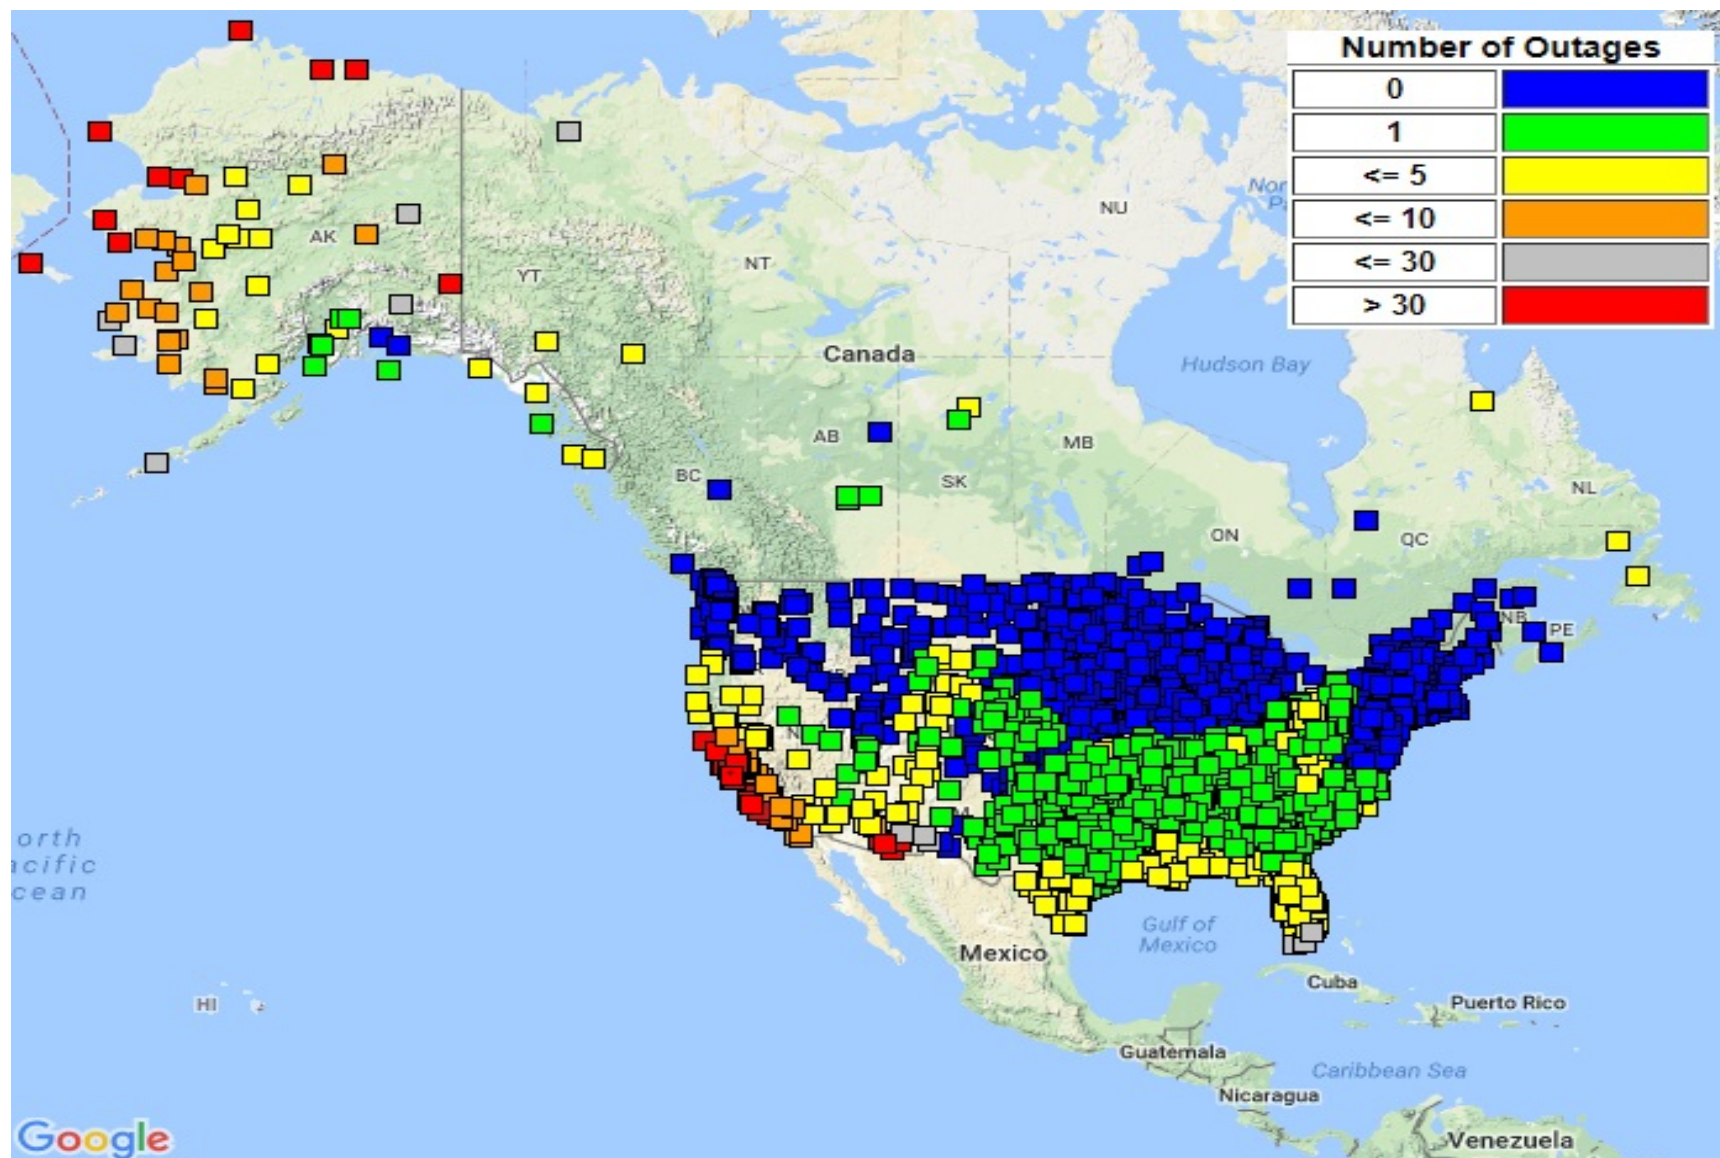 Number of Outages
0
1
<= 5
<= 10
<= 30
> 30
NU
AK
NT
YT
Canada
Hudson Bay
AB
MB
BC
SK
NL
ON
QC
NB
PE
orth
acific
cean
Gulf of
Mexico
Mexico
Cuba
HI
Puerto Rico
Guatemala
Caribbean Sea
Nicaragua
Google
Venezuela